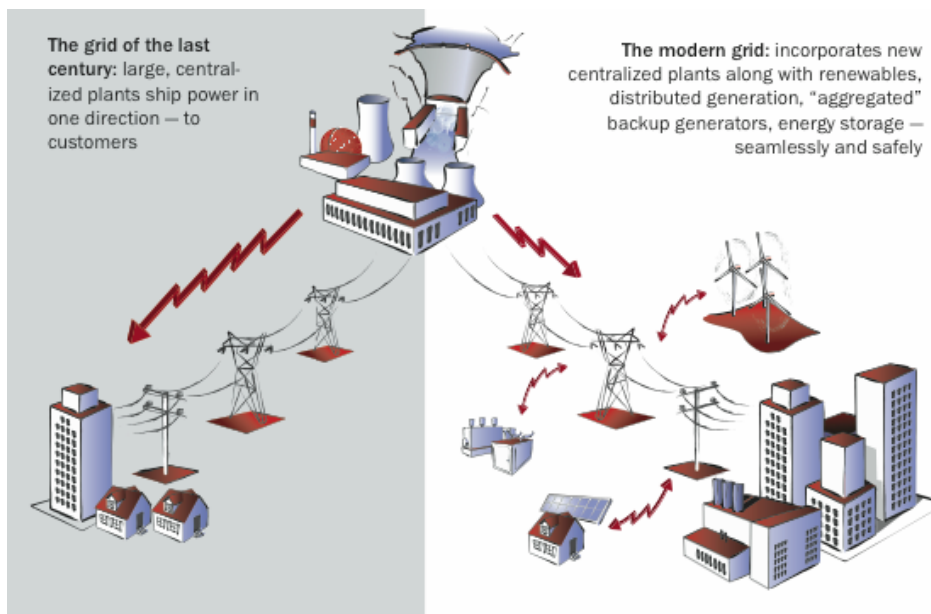 The grid of the last
century: large, central-
ized plants ship power in
one direction — to
customers
The modern grid: incorporates new
centralized plants along with renewables,
distributed generation, “aggregated”
backup generators, energy storage —
seamlessly and safely